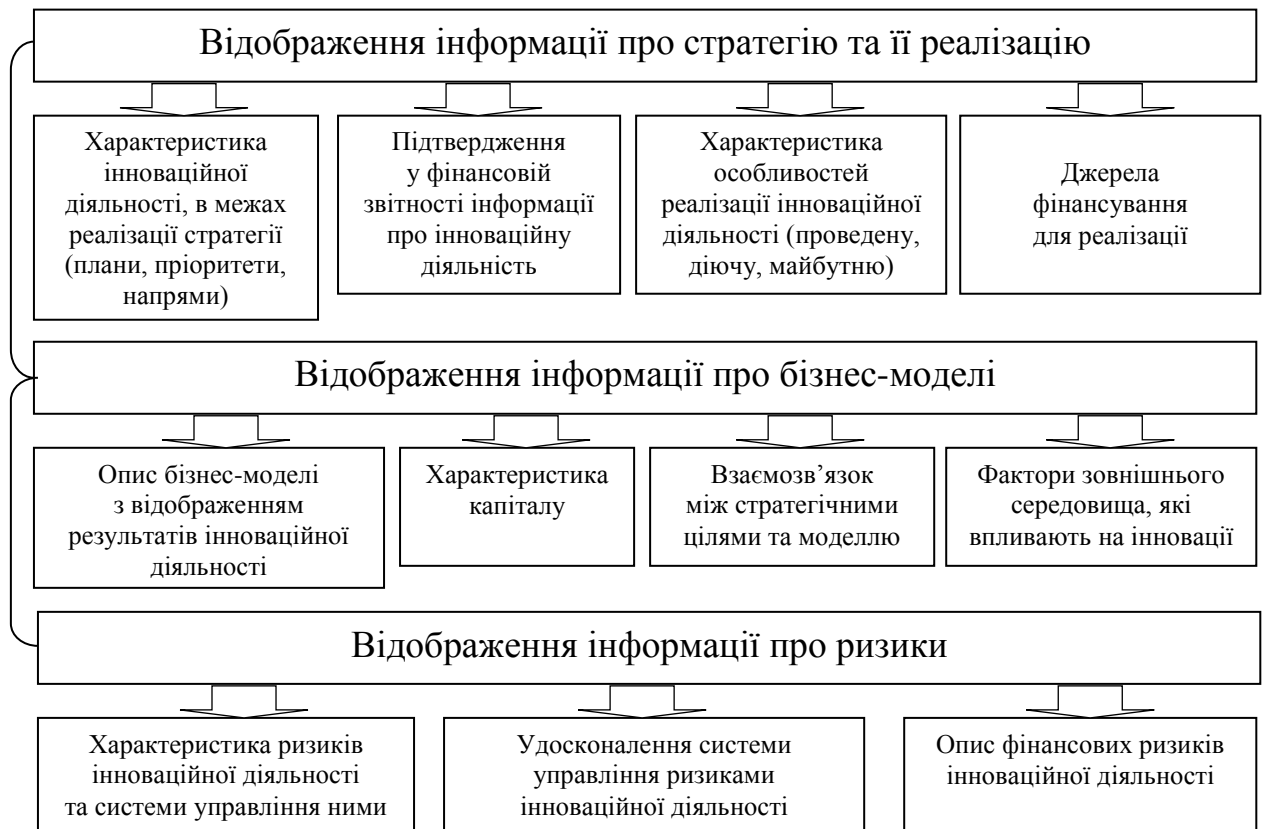 Відображення інформації про стратегію та її реалізацію
Характеристика
інноваційної
діяльності, в межах
реалізації стратегії
(плани, пріоритети,
напрями)
Підтвердження
у фінансовій
звітності інформації
про інноваційну
діяльність
Характеристика
особливостей
реалізації інноваційної
діяльності (проведену,
діючу, майбутню)
Джерела
фінансування
для реалізації
Відображення інформації про бізнес-моделі
Опис бізнес-моделі
з відображенням
результатів інноваційної
діяльності
Характеристика
капіталу
Взаємозв’язок
між стратегічними
цілями та моделлю
Фактори зовнішнього
середовища, які
впливають на інновації
Відображення інформації про ризики
Характеристика ризиків
інноваційної діяльності
та системи управління ними
Удосконалення системи
управління ризиками
інноваційної діяльності
Опис фінансових ризиків
інноваційної діяльності